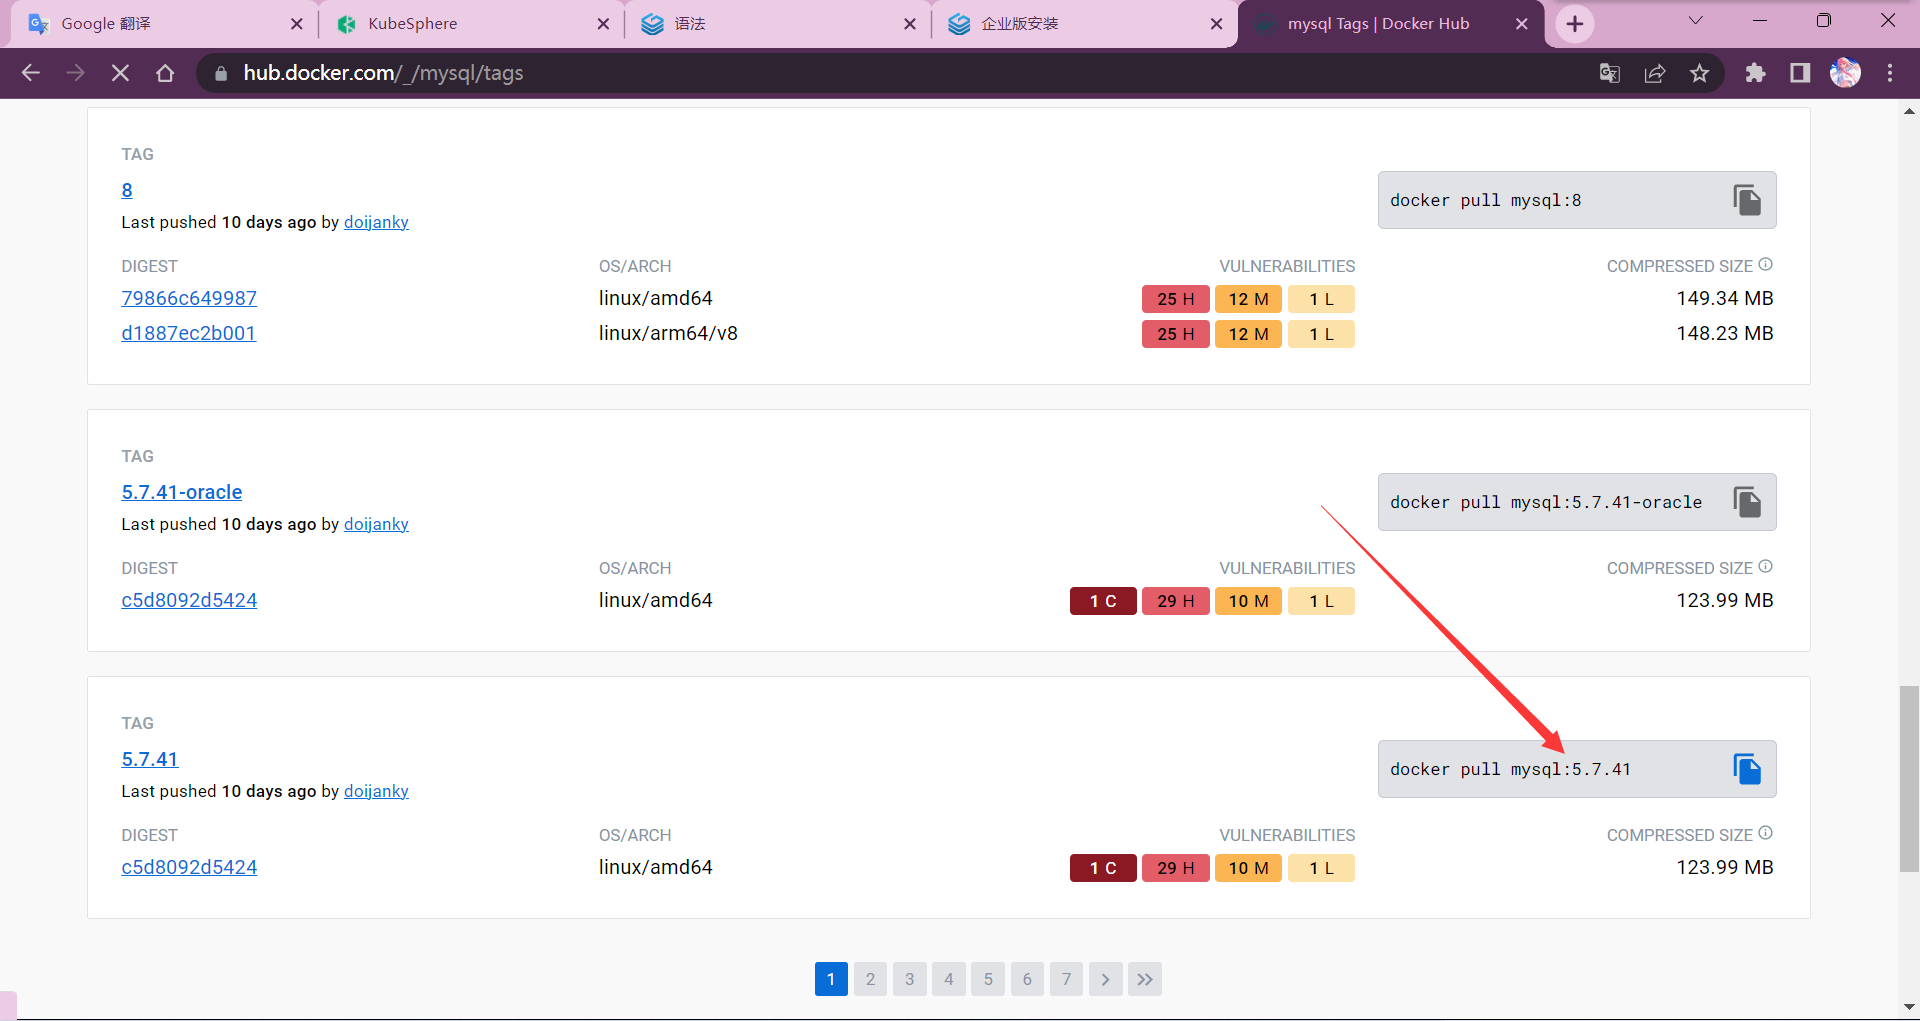 Google 翻译
KubeSphere
语法
企业版安装
mysql Tags | Docker Hub
hub.docker.com/_/mysql/tags
TAG
8
Last pushed 10 days ago by doijanky
docker pull mysql:8
DIGEST OS/ARCH VULNERABILITIES COMPRESSED SIZE
79866c649987 linux/amd64 25 H 12 M 1 L 149.34 MB
d1887ec2b001 linux/arm64/v8 25 H 12 M 1 L 148.23 MB
TAG
5.7.41-oracle
Last pushed 10 days ago by doijanky
docker pull mysql:5.7.41-oracle
DIGEST OS/ARCH VULNERABILITIES COMPRESSED SIZE
c5d8092d5424 linux/amd64 1 C 29 H 10 M 1 L 123.99 MB
TAG
5.7.41
Last pushed 10 days ago by doijanky
docker pull mysql:5.7.41
DIGEST OS/ARCH VULNERABILITIES COMPRESSED SIZE
c5d8092d5424 linux/amd64 1 C 29 H 10 M 1 L 123.99 MB
1 2 3 4 5 6 7